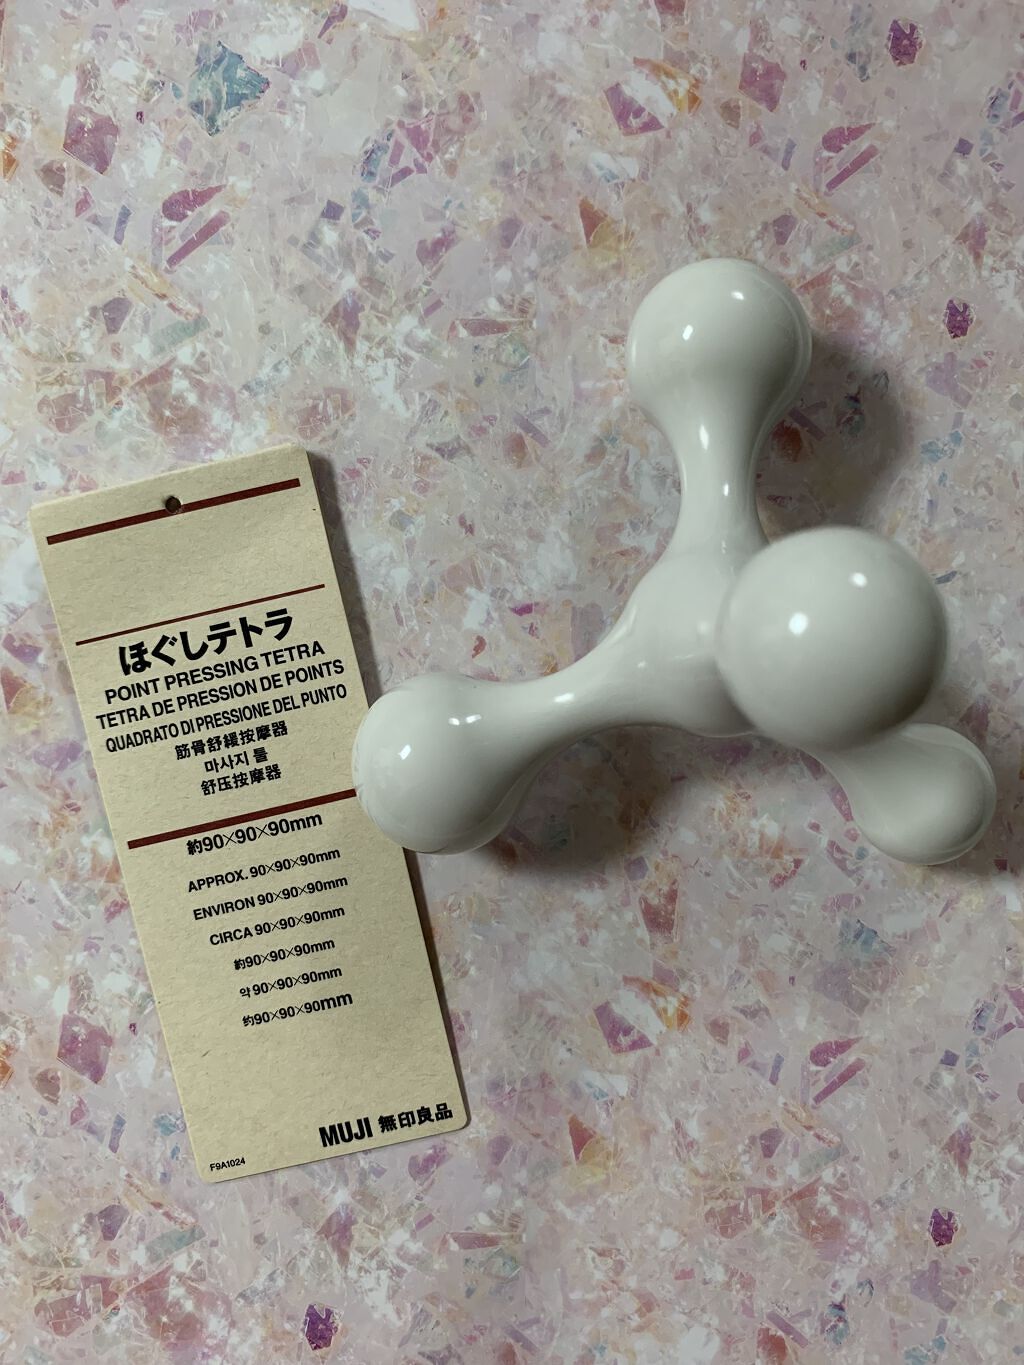 ほぐしテトラ
POINT PRESSING TETRA
TETRA DE PRESSION DE POINTS
QUADRATO DI PRESSIONE DEL PUNTO
筋骨舒緩按摩器
마사지 툴
舒压按摩器
約90×90×90mm
APPROX. 90×90×90mm
ENVIRON 90×90×90mm
CIRCA 90×90×90mm
約90×90×90mm
약 90×90×90mm
约90×90×90mm
MUJI 無印良品
F9A1024